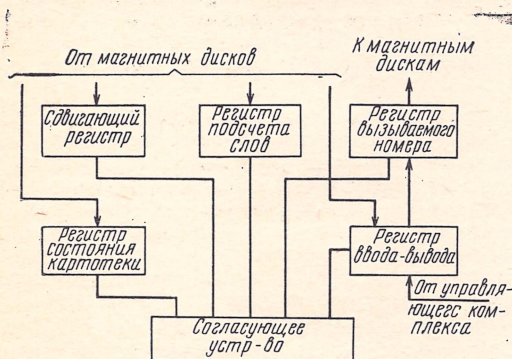 От магнитных дисков
К магнитным
дискам
Сдвигающий
регистр
Регистр
подсчета
слов
Регистр
вызываемого
номера
Регистр
состояния
картотеки
Регистр
ввода-вывода
От управля-
ющегс ком-
плекса
Согласующее
устр-во